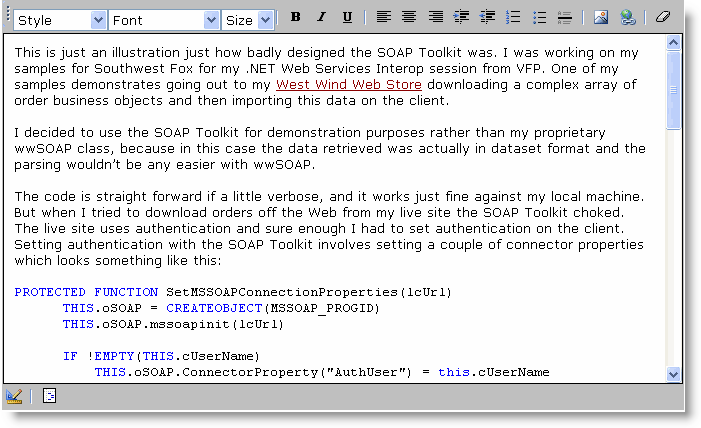 Style Font Size B I U
This is just an illustration just how badly designed the SOAP Toolkit was. I was working on my
samples for Southwest Fox for my .NET Web Services Interop session from VFP. One of my
samples demonstrates going out to my West Wind Web Store downloading a complex array of
order business objects and then importing this data on the client.
I decided to use the SOAP Toolkit for demonstration purposes rather than my proprietary
wwSOAP class, because in this case the data retrieved was actually in dataset format and the
parsing wouldn't be any easier with wwSOAP.
The code is straight forward if a little verbose, and it works just fine against my local machine.
But when I tried to download orders off the Web from my live site the SOAP Toolkit choked.
The live site uses authentication and sure enough I had to set authentication on the client.
Setting authentication with the SOAP Toolkit involves setting a couple of connector properties
which looks something like this:
PROTECTED FUNCTION SetMSSOAPConnectionProperties(lcUrl)
THIS.oSOAP = CREATEOBJECT(MSSOAP_PROGID)
THIS.oSOAP.mssoapinit(lcUrl)
IF !EMPTY(THIS.cUserName)
THIS.oSOAP.ConnectorProperty("AuthUser") = this.cUserName